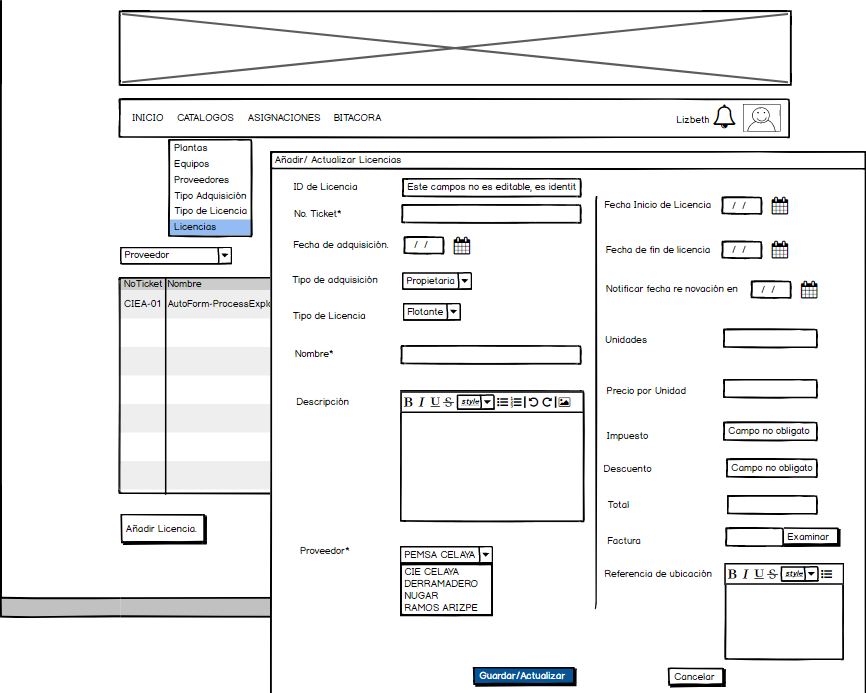 INICIO CATALOGOS ASIGNACIONES BITACORA Lizbeth
Plantas
Equipos
Proveedores
Tipo Adquisición
Tipo de Licencia
Licencias
Proveedor
NoTicket Nombre
CIEA-01 AutoForm-ProcessExplo
Añadir Licencia.
Añadir/ Actualizar Licencias
ID de Licencia Este campos no es editable, es identit
No. Ticket*
Fecha de adquisición. / /
Tipo de adquisición Propietaria
Tipo de Licencia Flotante
Nombre*
Descripción B I U S style
Proveedor* PEMSA CELAYA
CIE CELAYA
DERRAMADERO
NUGAR
RAMOS ARIZPE
Fecha Inicio de Licencia / /
Fecha de fin de licencia / /
Notificar fecha re novación en / /
Unidades
Precio por Unidad
Impuesto Campo no obligato
Descuento Campo no obligato
Total
Factura Examinar
Referencia de ubicación B I U S style
Guardar/Actualizar Cancelar